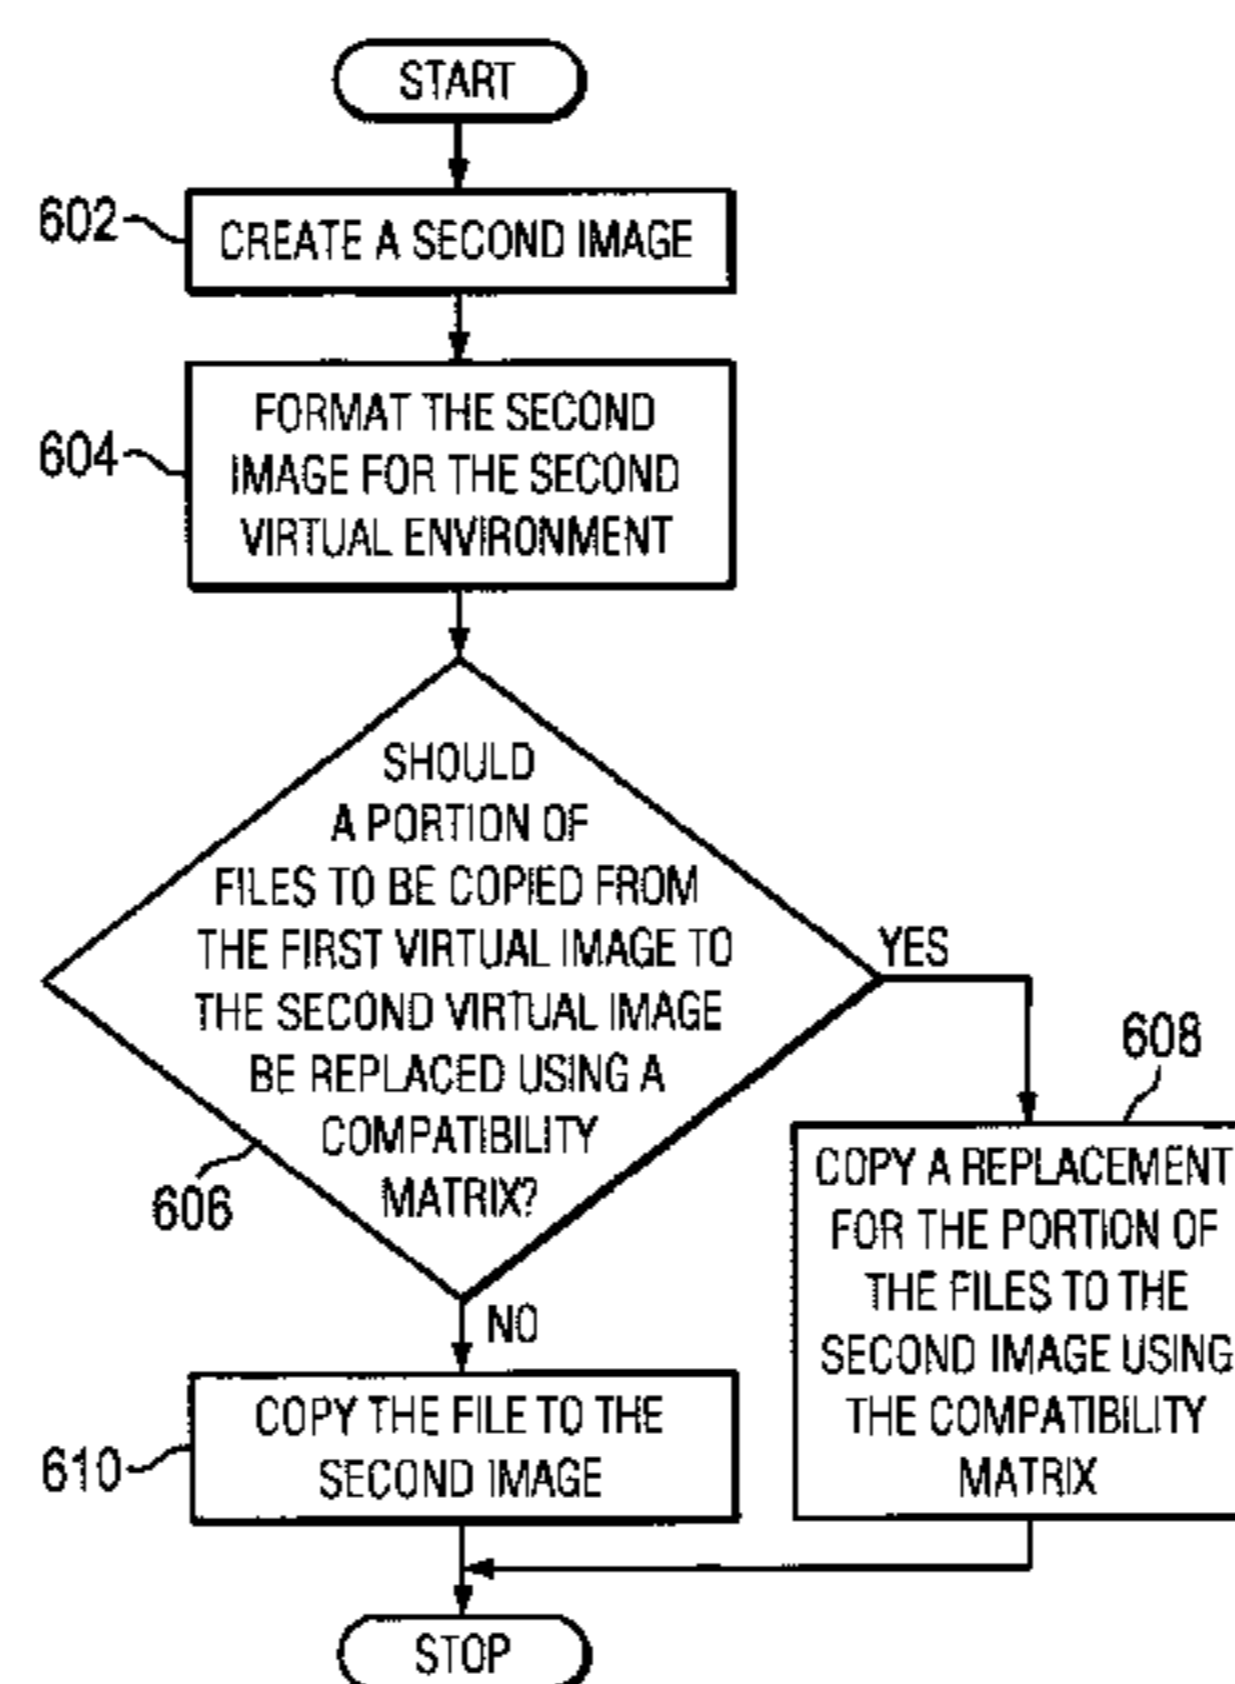 START
602
CREATE A SECOND IMAGE
604
FORMAT THE SECOND
IMAGE FOR THE SECOND
VIRTUAL ENVIRONMENT
SHOULD
A PORTION OF
FILES TO BE COPIED FROM
THE FIRST VIRTUAL IMAGE TO
THE SECOND VIRTUAL IMAGE
BE REPLACED USING A
COMPATIBILITY
MATRIX?
606
YES
608
COPY A REPLACEMENT
FOR THE PORTION OF
THE FILES TO THE
SECOND IMAGE USING
THE COMPATIBILITY
MATRIX
NO
610
COPY THE FILE TO THE
SECOND IMAGE
STOP